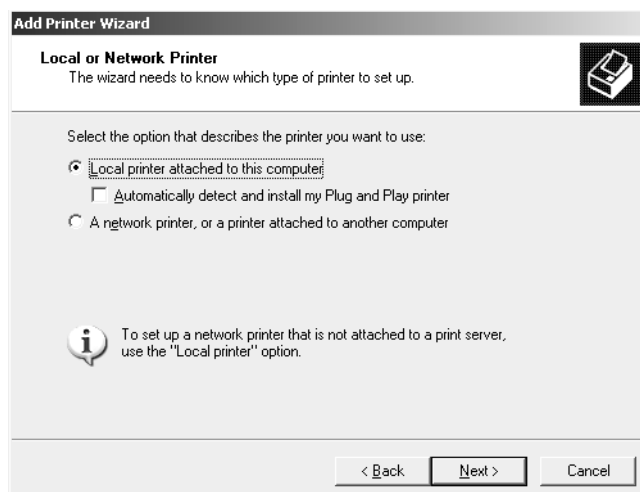 Add Printer Wizard
Local or Network Printer
The wizard needs to know which type of printer to set up.
Select the option that describes the printer you want to use:
Local printer attached to this computer
Automatically detect and install my Plug and Play printer
A network printer, or a printer attached to another computer
To set up a network printer that is not attached to a print server,
use the "Local printer" option.
< Back
Next >
Cancel